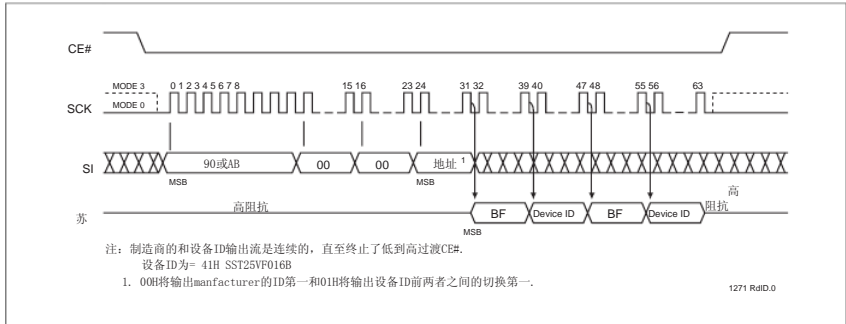 CE#
MODE 3
0 1 2 3 4 5 6 7 8
15 16
23 24
31 32
39 40
47 48
55 56
63
SCK
MODE 0
SI
90或AB
00
00
地址 1
MSB
MSB
高
苏
高阻抗
BF
Device ID
BF
Device ID
阻抗
MSB
注: 制造商的和设备ID输出流是连续的, 直至终止了低到高过渡CE#.
设备ID为= 41H SST25VF016B
1. 00H将输出manfacturer的ID第一和01H将输出设备ID前两者之间的切换第一.
1271 RdID.0